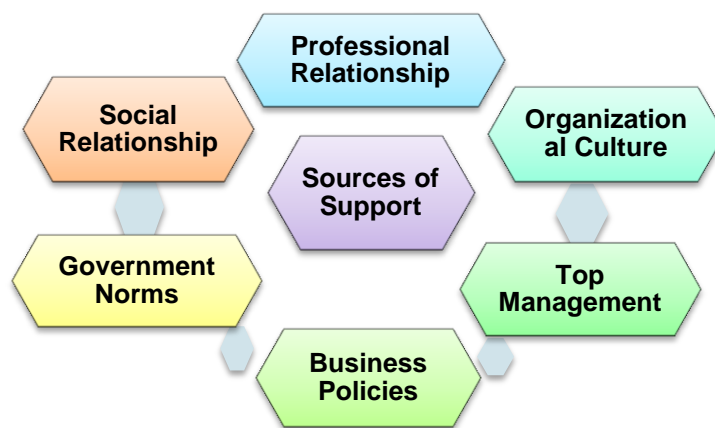 Professional
Relationship
Social
Relationship
Organization
al Culture
Sources of
Support
Government
Norms
Top
Management
Business
Policies